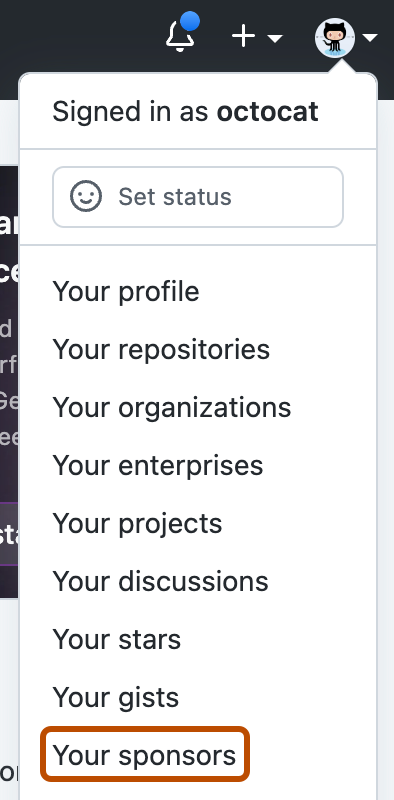 Signed in as octocat
Set status
Your profile
Your repositories
Your organizations
Your enterprises
Your projects
Your discussions
Your stars
Your gists
Your sponsors